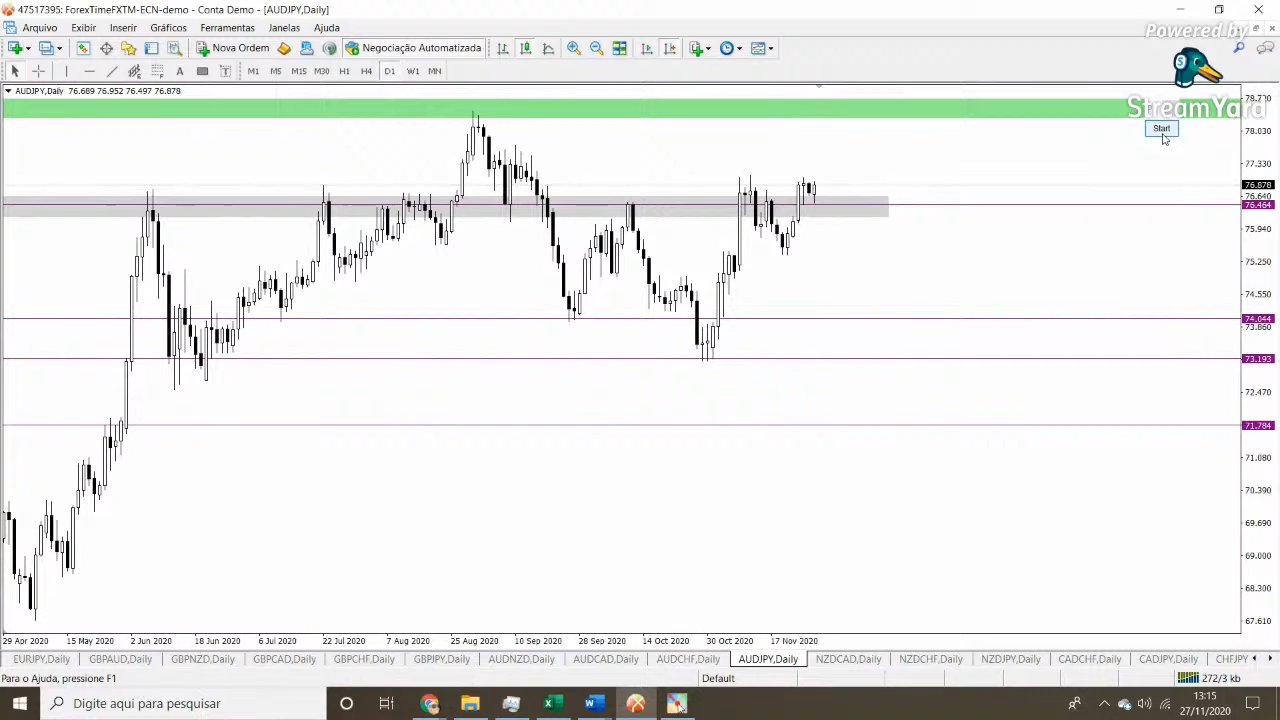 47517395: ForexTimeFXTM-ECN-demo - Conta Demo - [AUDJPY,Daily]
Arquivo Exibir Inserir Gráficos Ferramentas Janelas Ajuda
Powered by
StreamYard
Nova Ordem Negociação Automatizada
M1 M5 M15 M30 H1 H4 D1 W1 MN
AUDJPY,Daily 76.689 76.952 76.497 76.878
Start
78.030
77.330
76.878
76.640
76.464
75.940
75.250
74.550
74.044
73.860
73.193
72.470
71.784
71.080
70.390
69.690
69.000
68.300
67.610
29 Apr 2020 15 May 2020 2 Jun 2020 18 Jun 2020 6 Jul 2020 22 Jul 2020 7 Aug 2020 25 Aug 2020 10 Sep 2020 28 Sep 2020 14 Oct 2020 30 Oct 2020 17 Nov 2020
EURJPY,Daily GBPAUD,Daily GBPNZD,Daily GBPCAD,Daily GBPCHF,Daily GBPJPY,Daily AUDNZD,Daily AUDCAD,Daily AUDCHF,Daily AUDJPY,Daily NZDCAD,Daily NZDCHF,Daily NZDJPY,Daily CADCHF,Daily CADJPY,Daily CHFJPY
Para o Ajuda, pressione F1 Default 272/3 kb
Digite aqui para pesquisar
13:15
27/11/2020